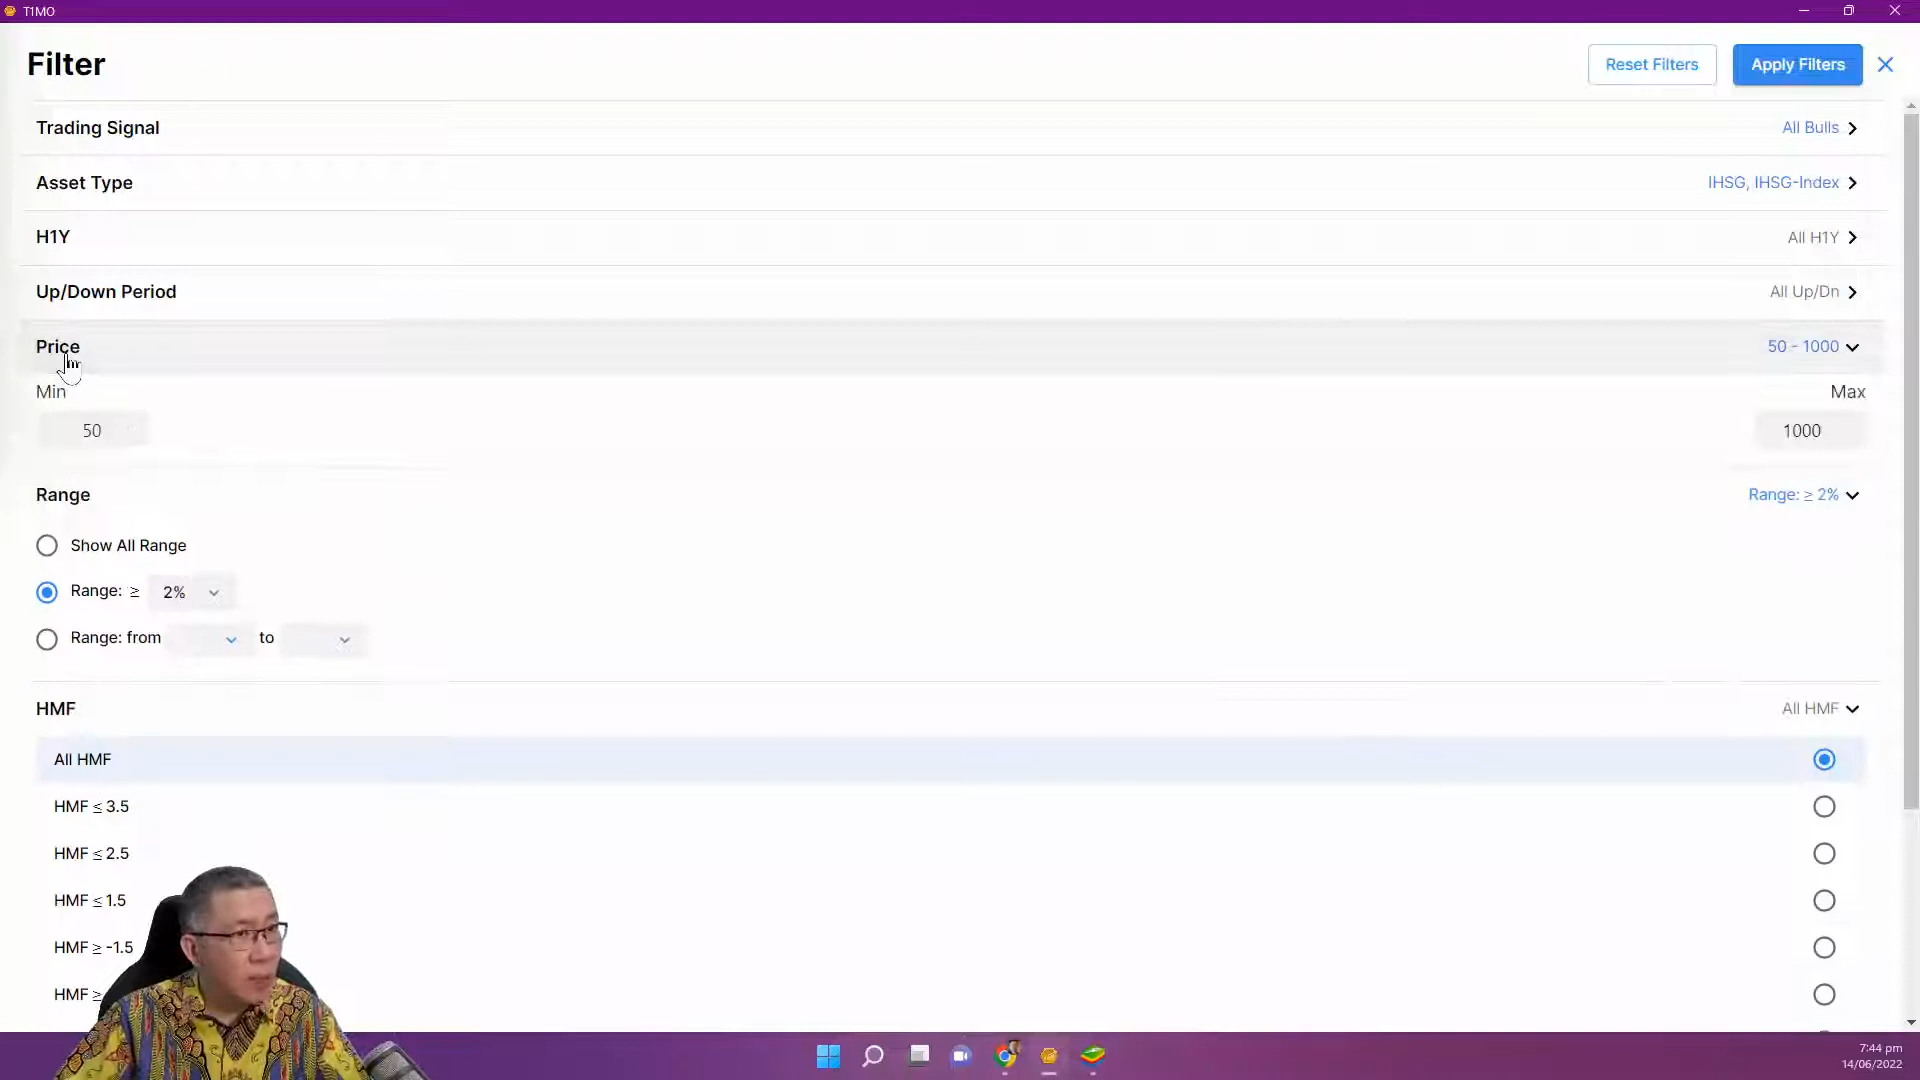 T1MO
Filter
Reset Filters
Apply Filters
Trading Signal
All Bulls
Asset Type
IHSG, IHSG-Index
H1Y
All H1Y
Up/Down Period
All Up/Dn
Price
50 - 1000
Min
Max
50
1000
Range
Range: ≥ 2%
Show All Range
Range: ≥ 2%
Range: from to
HMF
All HMF
All HMF
HMF ≤ 3.5
HMF ≤ 2.5
HMF ≤ 1.5
HMF ≥ -1.5
HMF ≥
7:44 pm
14/06/2022